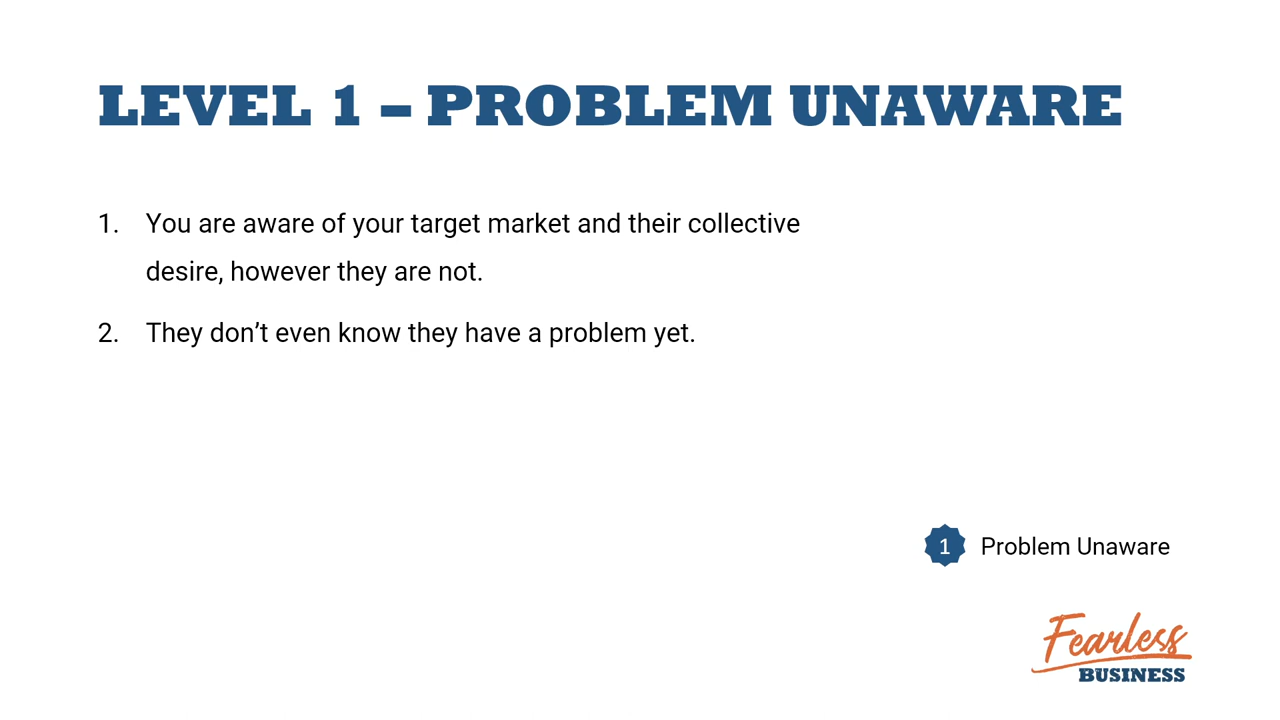 LEVEL 1 – PROBLEM UNAWARE
1. You are aware of your target market and their collective
desire, however they are not.
2. They don’t even know they have a problem yet.
1 Problem Unaware
Fearless
BUSINESS